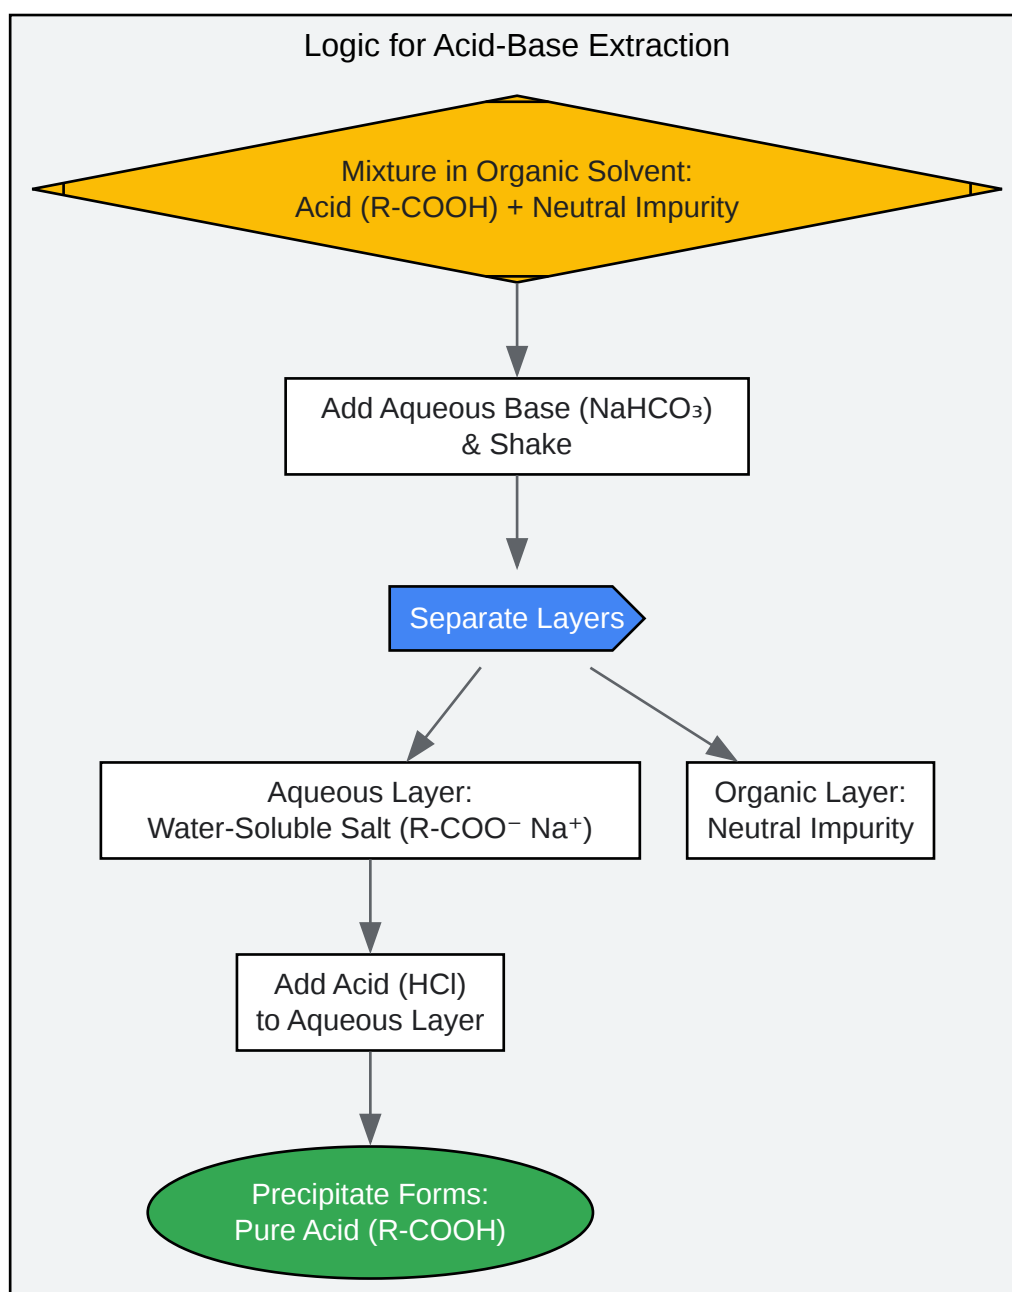 Logic for Acid-Base Extraction
Mixture in Organic Solvent:
Acid (R-COOH) + Neutral Impurity
Add Aqueous Base (NaHCO₃)
& Shake
Separate Layers
Aqueous Layer:
Water-Soluble Salt (R-COO⁻ Na⁺)
Organic Layer:
Neutral Impurity
Add Acid (HCl)
to Aqueous Layer
Precipitate Forms:
Pure Acid (R-COOH)